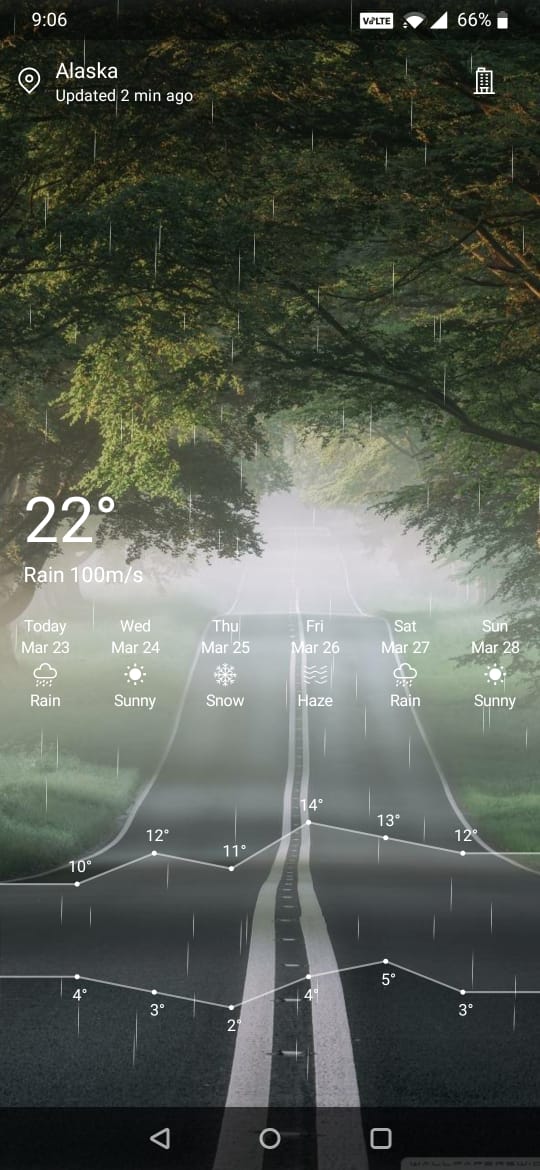 9:06
VoLTE
66%
Alaska
Updated 2 min ago
22°
Rain 100m/s
Today Wed Thu Fri Sat Sun
Mar 23 Mar 24 Mar 25 Mar 26 Mar 27 Mar 28
Rain Sunny Snow Haze Rain Sunny
10° 12° 11° 14° 13° 12°
4° 3° 2° 4° 5° 3°